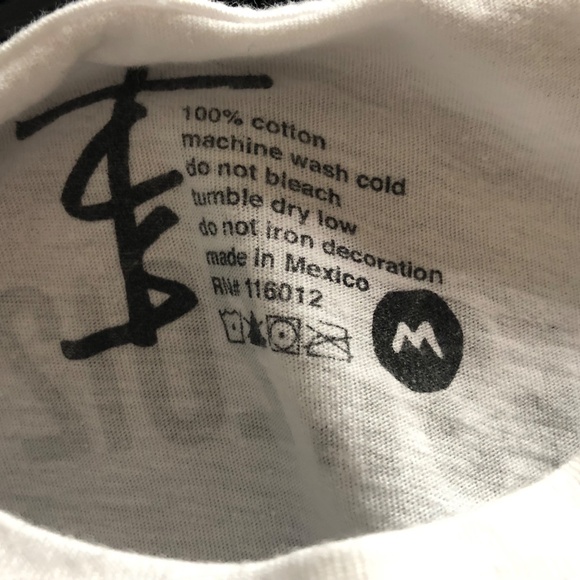 100% cotton
machine wash cold
do not bleach
tumble dry low
do not iron decoration
made in Mexico
RN# 116012
M